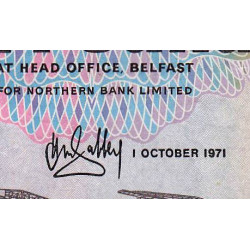 AT HEAD OFFICE, BELFAST
FOR NORTHERN BANK LIMITED
1 OCTOBER 1971